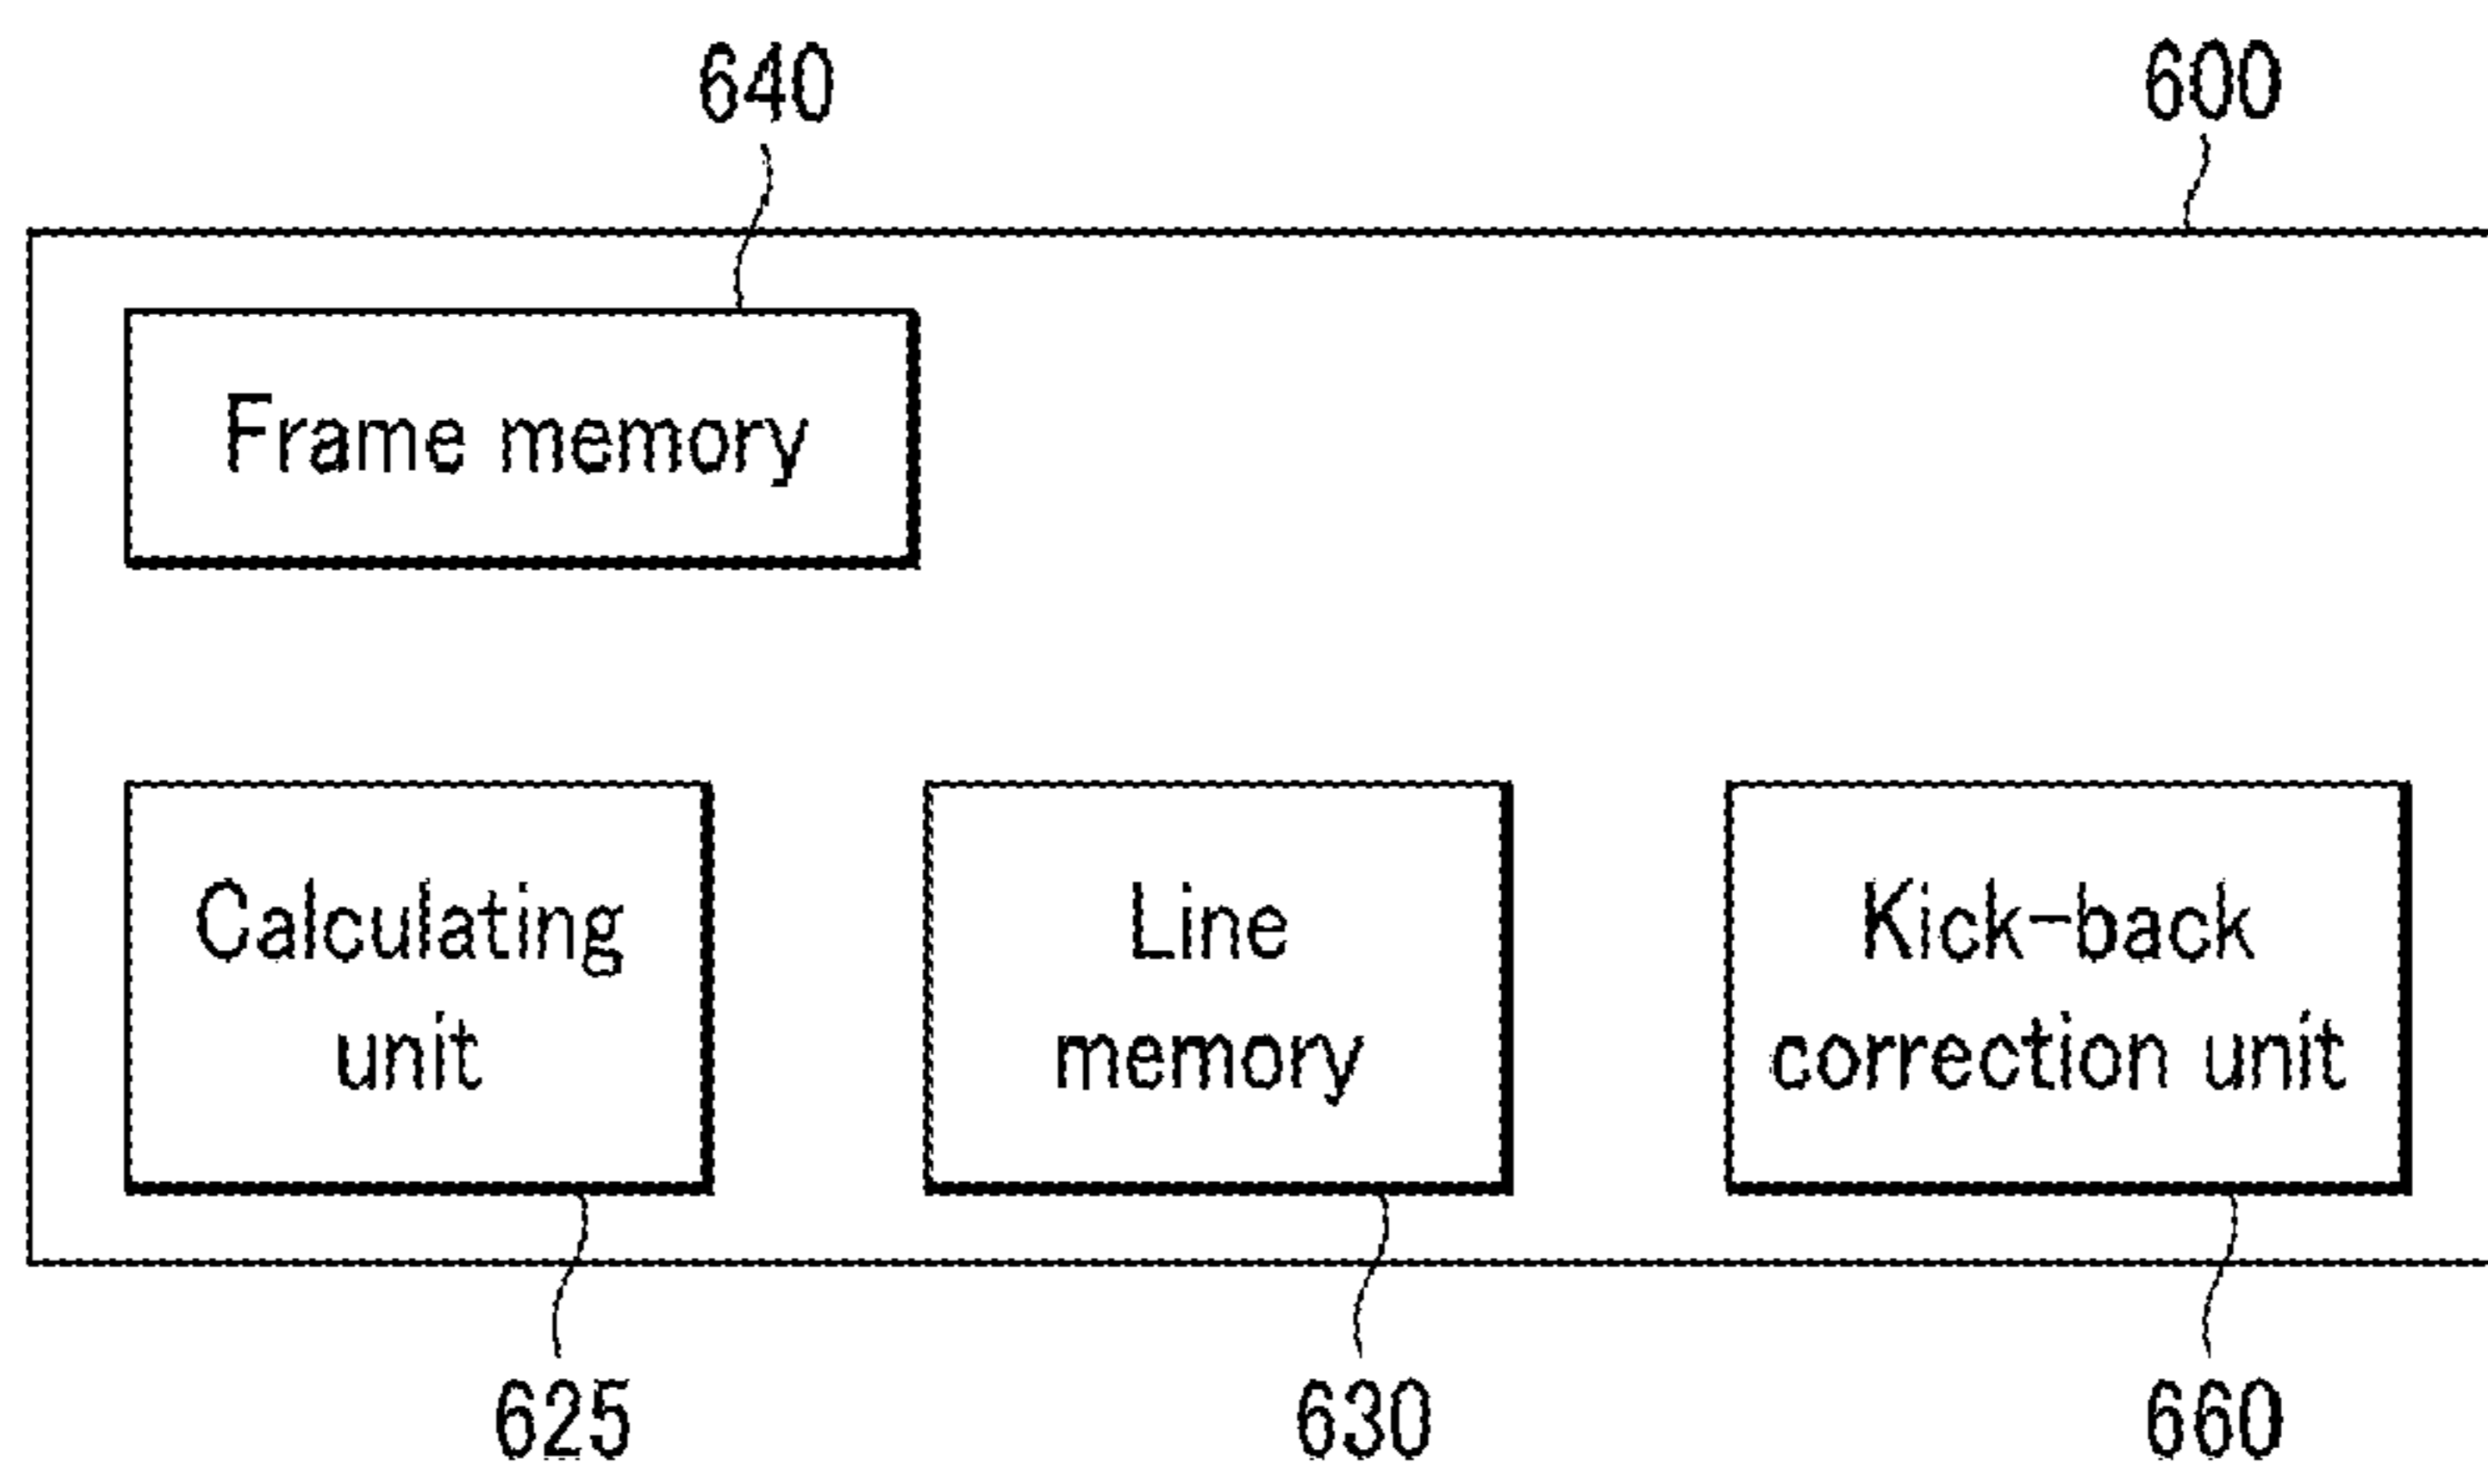 640
600
Frame memory
Calculating
unit
Line
memory
Kick-back
correction unit
625
630
660